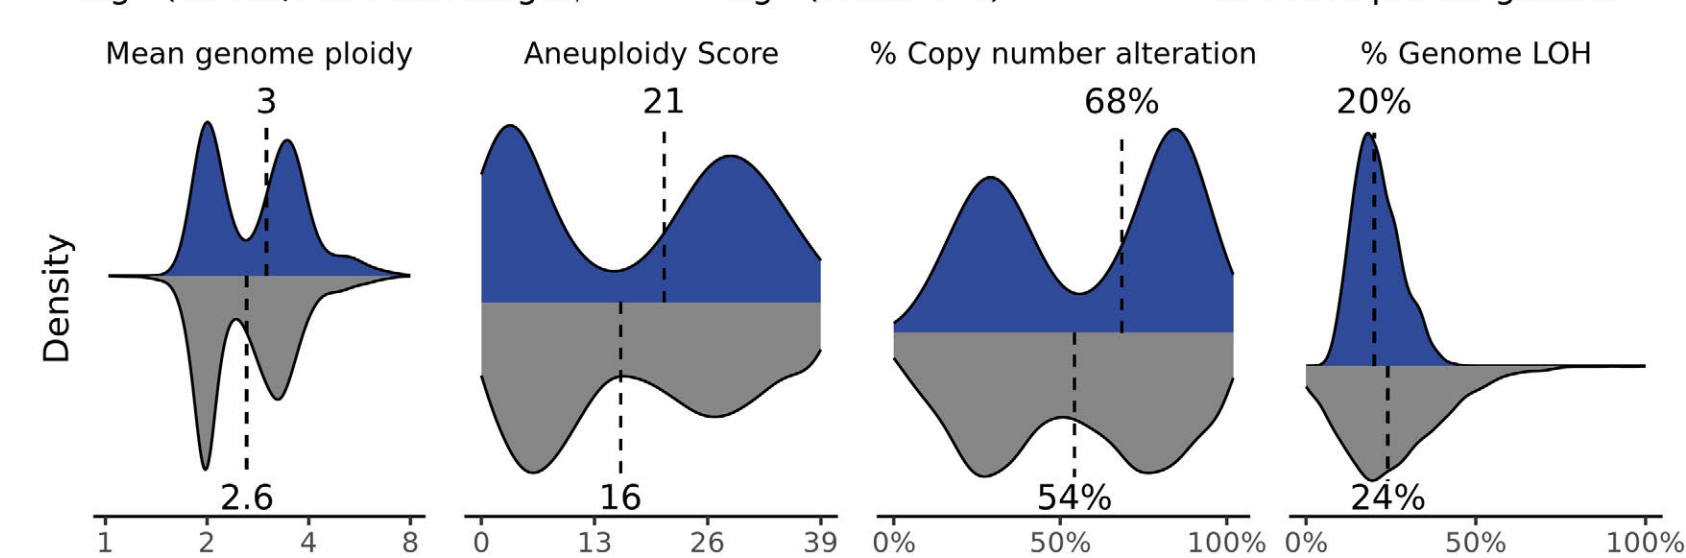 Mean genome ploidy Aneuploidy Score % Copy number alteration % Genome LOH
3 21 68% 20%
Density
2.6 16 54% 24%
1 2 4 8 0 13 26 39 0% 50% 100% 0% 50% 100%